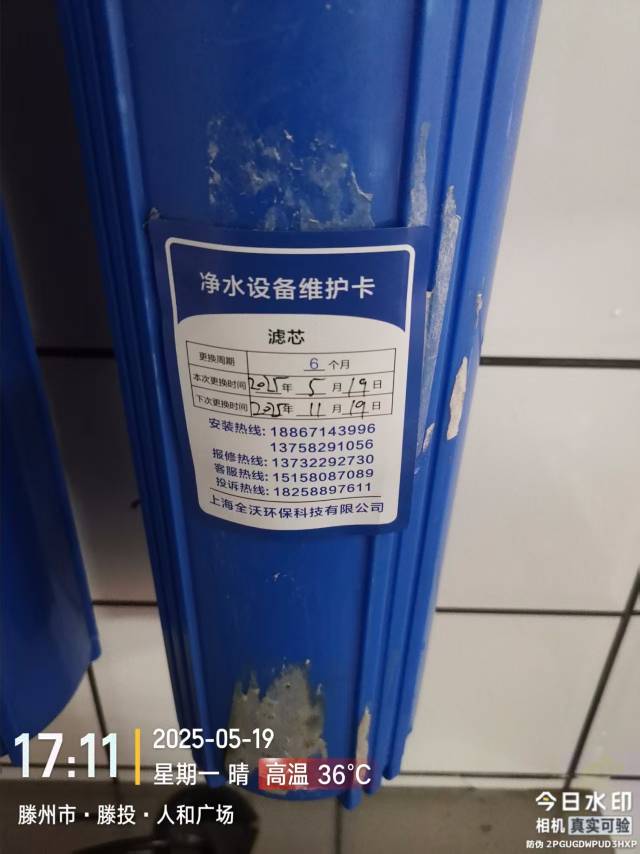 净水设备维护卡
滤芯
更换周期 6 个月
本次更换时间 2025年 5 月 19 日
下次更换时间 2025年 11 月 19 日
安装热线: 18867143996
13758291056
报修热线: 13732292730
客服热线: 15158087089
投诉热线: 18258897611
上海全沃环保科技有限公司
17:11
2025-05-19
星期一 晴 高温 36°C
滕州市·滕投·人和广场
今日水印
相机 真实可验
防伪 2PGUGDWPUD3HXP